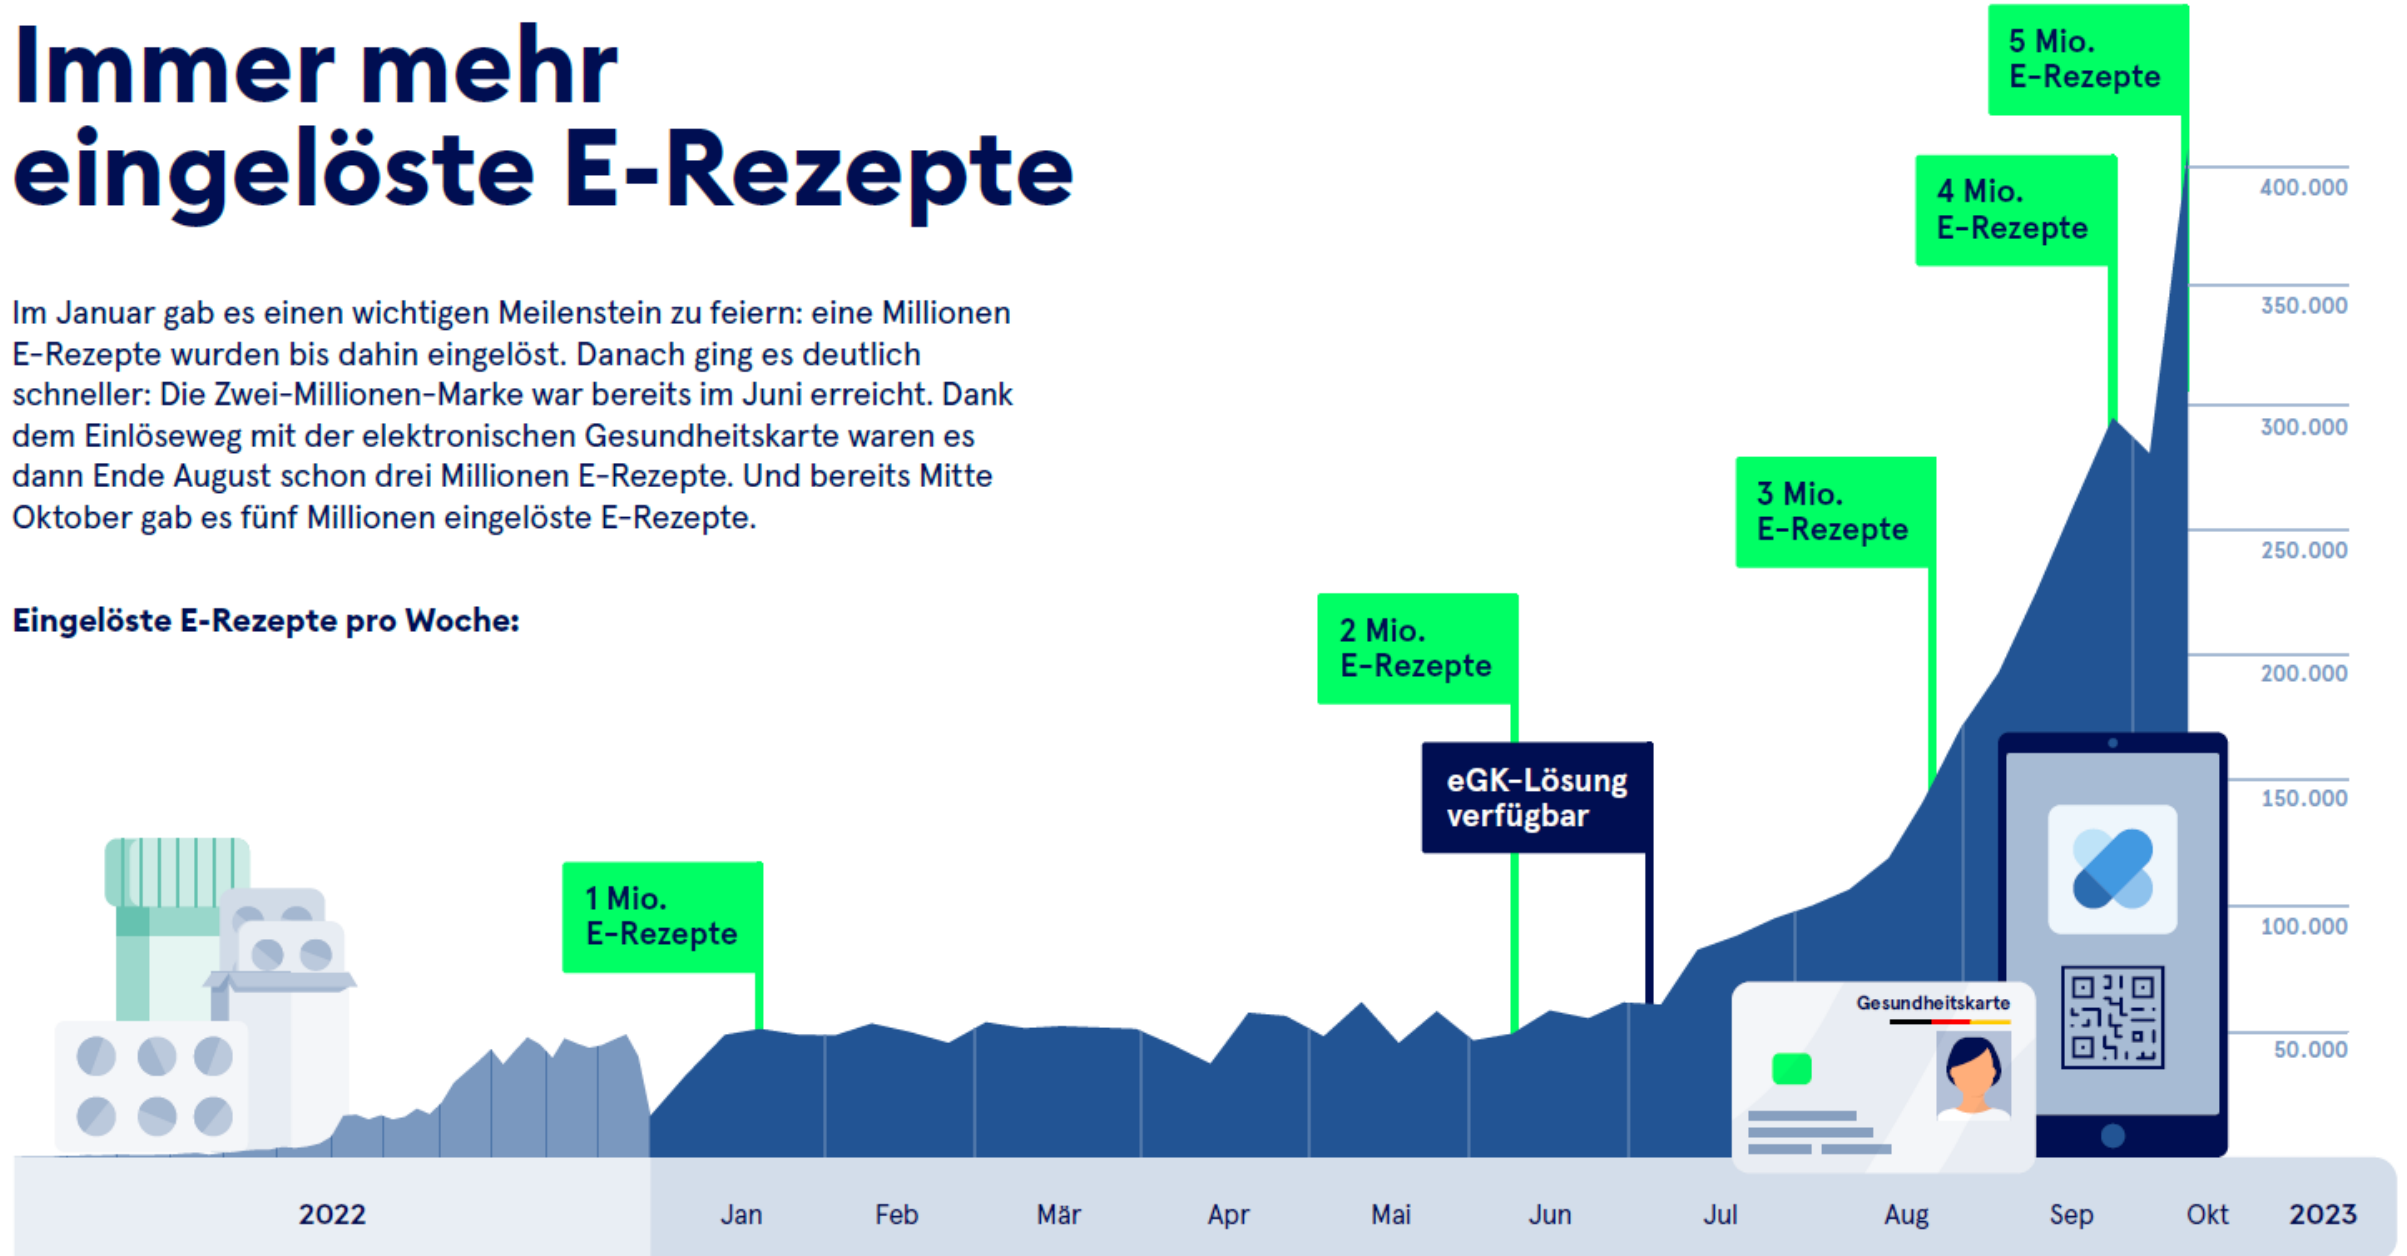 Immer mehr
eingelöste E-Rezepte
Im Januar gab es einen wichtigen Meilenstein zu feiern: eine Millionen
E-Rezepte wurden bis dahin eingelöst. Danach ging es deutlich
schneller: Die Zwei-Millionen-Marke war bereits im Juni erreicht. Dank
dem Einlöseweg mit der elektronischen Gesundheitskarte waren es
dann Ende August schon drei Millionen E-Rezepte. Und bereits Mitte
Oktober gab es fünf Millionen eingelöste E-Rezepte.
Eingelöste E-Rezepte pro Woche:
1 Mio.
E-Rezepte
2 Mio.
E-Rezepte
eGK-Lösung
verfügbar
3 Mio.
E-Rezepte
4 Mio.
E-Rezepte
5 Mio.
E-Rezepte
400.000
350.000
300.000
250.000
200.000
150.000
100.000
50.000
Gesundheitskarte
2022 Jan Feb Mär Apr Mai Jun Jul Aug Sep Okt 2023